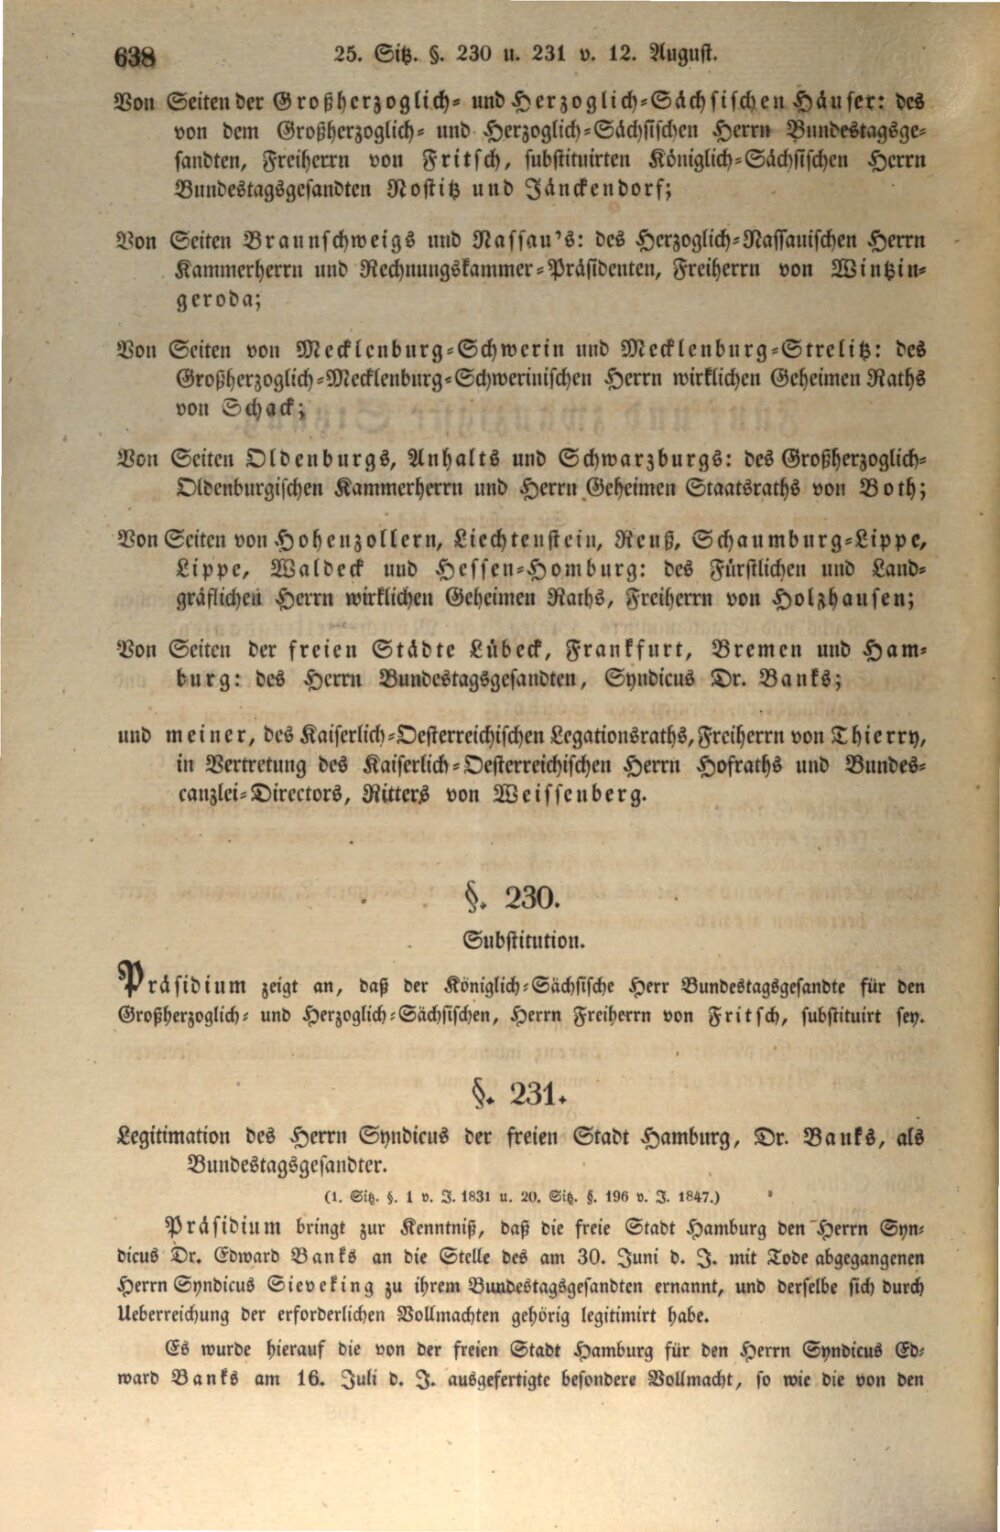 638
25. Sitz. §. 230 u. 231 v. 12. August.
Von Seiten der Großherzoglich- und Herzoglich-Sächsischen Häuser: des
von dem Großherzoglich- und Herzoglich-Sächsischen Herrn Bundestagsge-
sandten, Freiherrn von Fritsch, substituirten Königlich-Sächsischen Herrn
Bundestagsgesandten Nostitz und Jänckendorf;
Von Seiten Braunschweigs und Nassau's: des Herzoglich-Nassauischen Herrn
Kammerherrn und Rechnungskammer-Präsidenten, Freiherrn von Wintzin-
geroda;
Von Seiten von Mecklenburg-Schwerin und Mecklenburg-Strelitz: des
Großherzoglich-Mecklenburg-Schwerinischen Herrn wirklichen Geheimen Raths
von Schack;
Von Seiten Oldenburgs, Anhalts und Schwarzburgs: des Großherzoglich-
Oldenburgischen Kammerherrn und Herrn Geheimen Staatsraths von Both;
Von Seiten von Hohenzollern, Liechtenstein, Reuß, Schaumburg-Lippe,
Lippe, Waldeck und Hessen-Homburg: des Fürstlichen und Land-
gräflichen Herrn wirklichen Geheimen Raths, Freiherrn von Holzhausen;
Von Seiten der freien Städte Lübeck, Frankfurt, Bremen und Ham-
burg: des Herrn Bundestagsgesandten, Syndicus Dr. Banks;
und meiner, des Kaiserlich-Oesterreichischen Legationsraths, Freiherrn von Thierry,
in Vertretung des Kaiserlich-Oesterreichischen Herrn Hofraths und Bundes-
canzlei-Directors, Ritters von Weissenberg.
§. 230.
Substitution.
Präsidium zeigt an, daß der Königlich-Sächsische Herr Bundestagsgesandte für den
Großherzoglich- und Herzoglich-Sächsischen, Herrn Freiherrn von Fritsch, substituirt sey.
§. 231.
Legitimation des Herrn Syndicus der freien Stadt Hamburg, Dr. Banks, als
Bundestagsgesandter.
(1. Sitz. §. 1 v. J. 1831 u. 20. Sitz. §. 196 v. J. 1847.)
Präsidium bringt zur Kenntniß, daß die freie Stadt Hamburg den Herrn Syn-
dicus Dr. Edward Banks an die Stelle des am 30. Juni d. J. mit Tode abgegangenen
Herrn Syndicus Sieveking zu ihrem Bundestagsgesandten ernannt, und derselbe sich durch
Ueberreichung der erforderlichen Vollmachten gehörig legitimirt habe.
Es wurde hierauf die von der freien Stadt Hamburg für den Herrn Syndicus Ed-
ward Banks am 16. Juli d. J. ausgefertigte besondere Vollmacht, so wie die von den